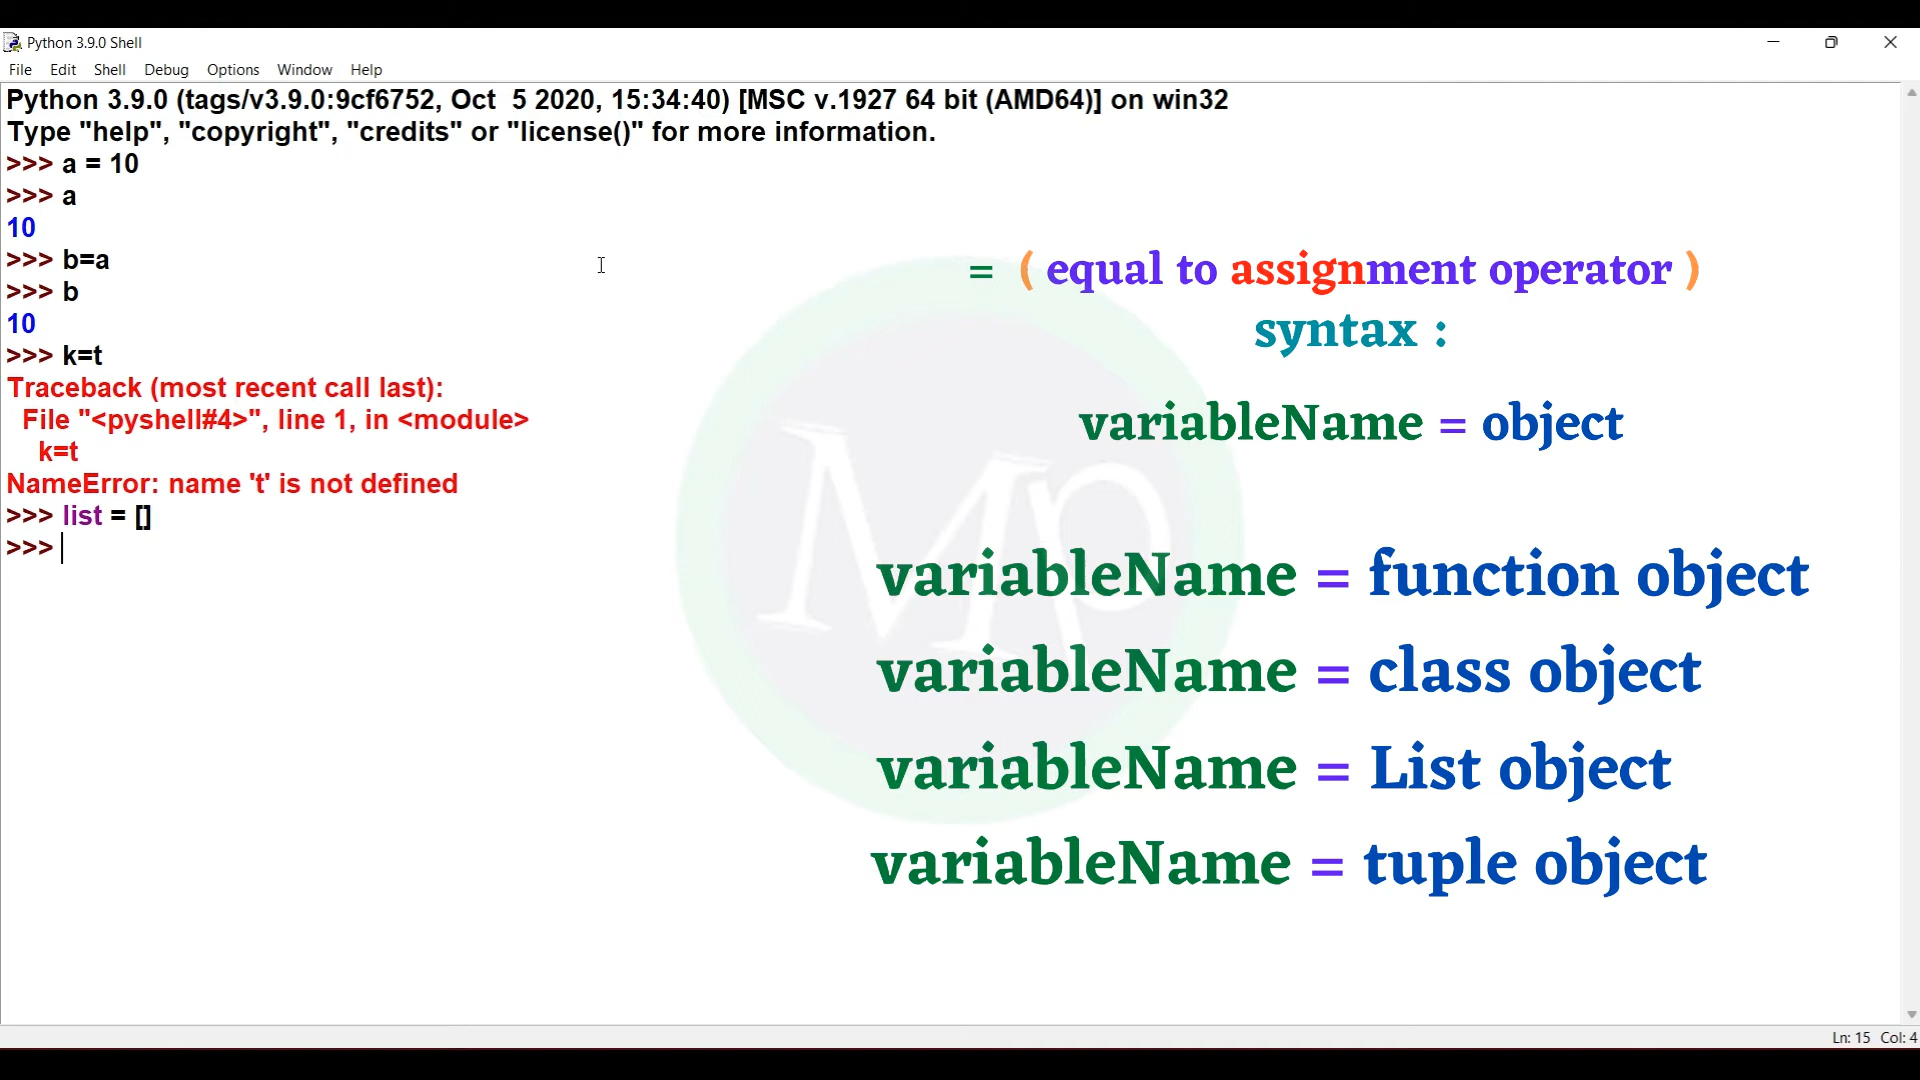 Python 3.9.0 Shell
File Edit Shell Debug Options Window Help
Python 3.9.0 (tags/v3.9.0:9cf6752, Oct  5 2020, 15:34:40) [MSC v.1927 64 bit (AMD64)] on win32
Type "help", "copyright", "credits" or "license()" for more information.
>>> a = 10
>>> a
10
>>> b=a
>>> b
10
>>> k=t
Traceback (most recent call last):
  File "<pyshell#4>", line 1, in <module>
    k=t
NameError: name 't' is not defined
>>> list = []
>>>
= ( equal to assignment operator )
syntax :
variableName = object
variableName = function object
variableName = class object
variableName = List object
variableName = tuple object
Mp
Ln: 15 Col: 4